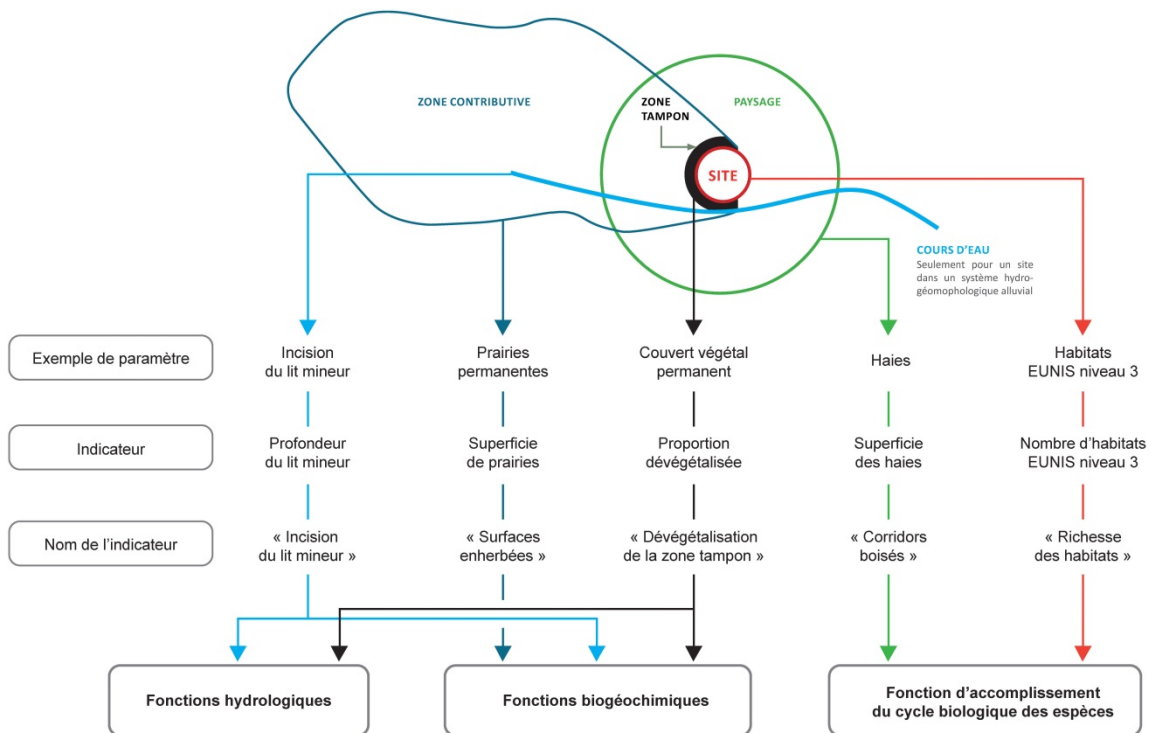 ZONE CONTRIBUTIVE
ZONE
TAMPON
PAYSAGE
SITE
COURS D’EAU
Seulement pour un site
dans un système hydro-
géomophologique alluvial
Exemple de paramètre
Incision
du lit mineur
Prairies
permanentes
Couvert végétal
permanent
Haies
Habitats
EUNIS niveau 3
Indicateur
Profondeur
du lit mineur
Superficie
de prairies
Proportion
dévégétalisée
Superficie
des haies
Nombre d’habitats
EUNIS niveau 3
Nom de l’indicateur
« Incision
du lit mineur »
« Surfaces
enherbées »
« Dévégétalisation
de la zone tampon »
« Corridors
boisés »
« Richesse
des habitats »
Fonctions hydrologiques
Fonctions biogéochimiques
Fonction d’accomplissement
du cycle biologique des espèces